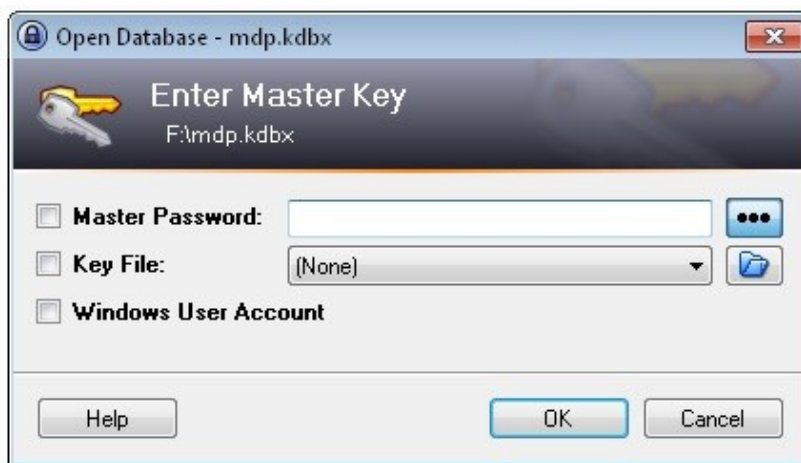 Open Database - mdp.kdbx
Enter Master Key
F:\mdp.kdbx
Master Password:
Key File: (None)
Windows User Account
Help OK Cancel